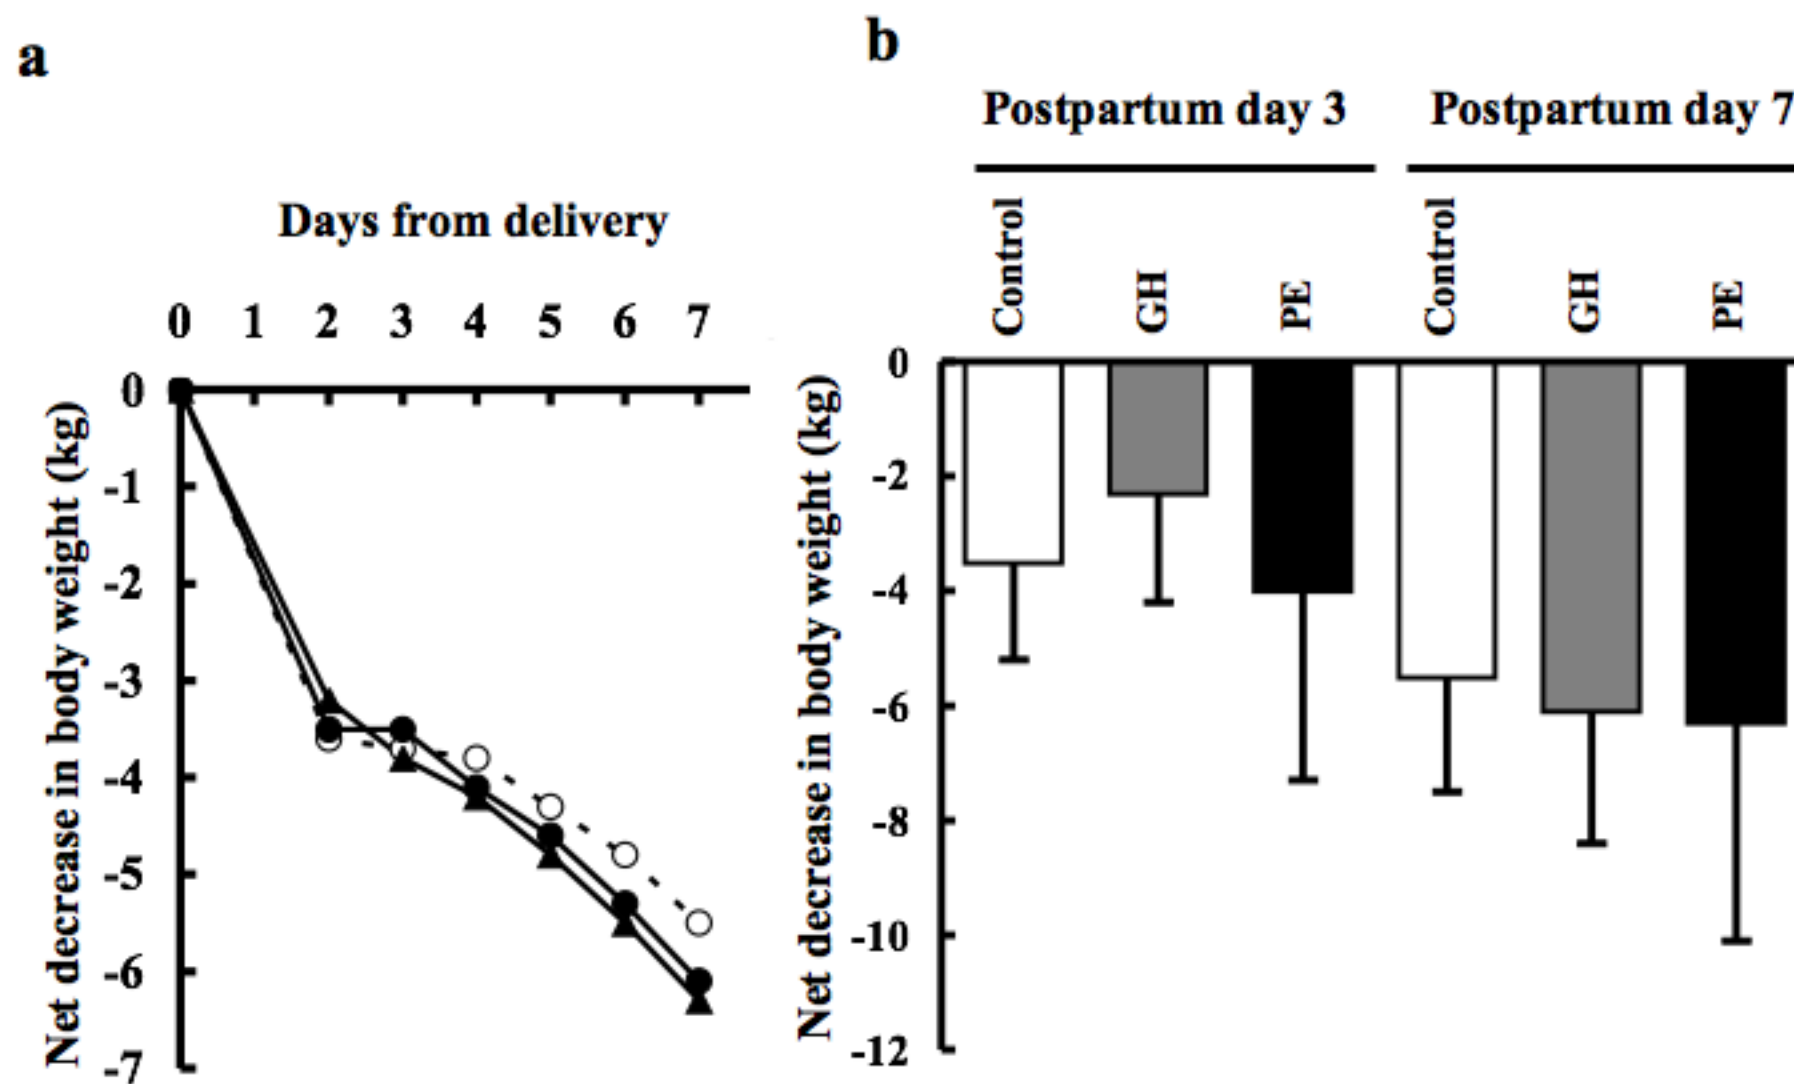 a
Days from delivery
0 1 2 3 4 5 6 7
Net decrease in body weight (kg)
0
-1
-2
-3
-4
-5
-6
-7
b
Postpartum day 3 Postpartum day 7
Control GH PE Control GH PE
Net decrease in body weight (kg)
0
-2
-4
-6
-8
-10
-12